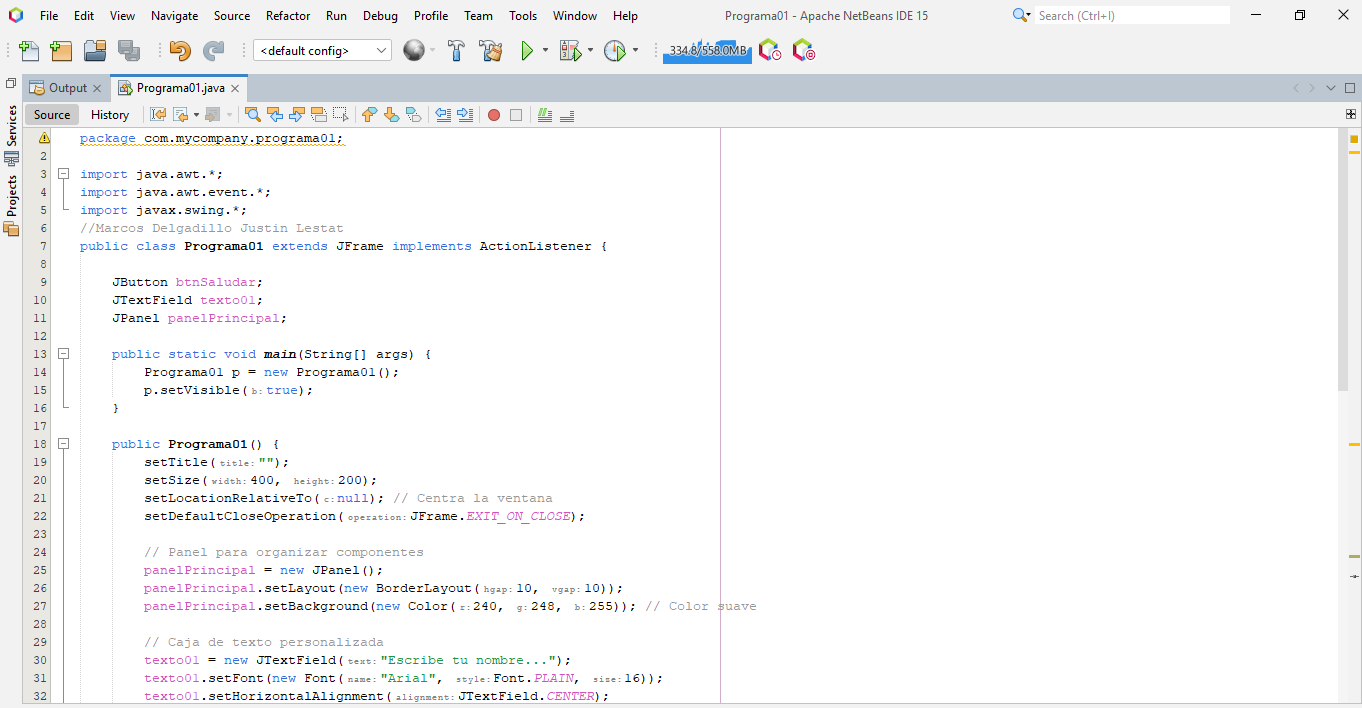 File Edit View Navigate Source Refactor Run Debug Profile Team Tools Window Help Programa01 - Apache NetBeans IDE 15 Search (Ctrl+I)
<default config> 334.8/558.0MB
Output Programa01.java
Source History
Services
Projects
package com.mycompany.programa01;
2
3 import java.awt.*;
4 import java.awt.event.*;
5 import javax.swing.*;
6 //Marcos Delgadillo Justin Lestat
7 public class Programa01 extends JFrame implements ActionListener {
8
9 JButton btnSaludar;
10 JTextField texto01;
11 JPanel panelPrincipal;
12
13 public static void main(String[] args) {
14 Programa01 p = new Programa01();
15 p.setVisible(b: true);
16 }
17
18 public Programa01() {
19 setTitle(title: "");
20 setSize(width: 400, height: 200);
21 setLocationRelativeTo(c: null); // Centra la ventana
22 setDefaultCloseOperation(operation: JFrame.EXIT_ON_CLOSE);
23
24 // Panel para organizar componentes
25 panelPrincipal = new JPanel();
26 panelPrincipal.setLayout(new BorderLayout(hgap: 10, vgap: 10));
27 panelPrincipal.setBackground(new Color(r: 240, g: 248, b: 255)); // Color suave
28
29 // Caja de texto personalizada
30 texto01 = new JTextField(text: "Escribe tu nombre...");
31 texto01.setFont(new Font(name: "Arial", style: Font.PLAIN, size: 16));
32 texto01.setHorizontalAlignment(alignment: JTextField.CENTER);